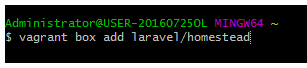 Administrator@USER-20160725OL MINGW64 ~
$ vagrant box add laravel/homestead